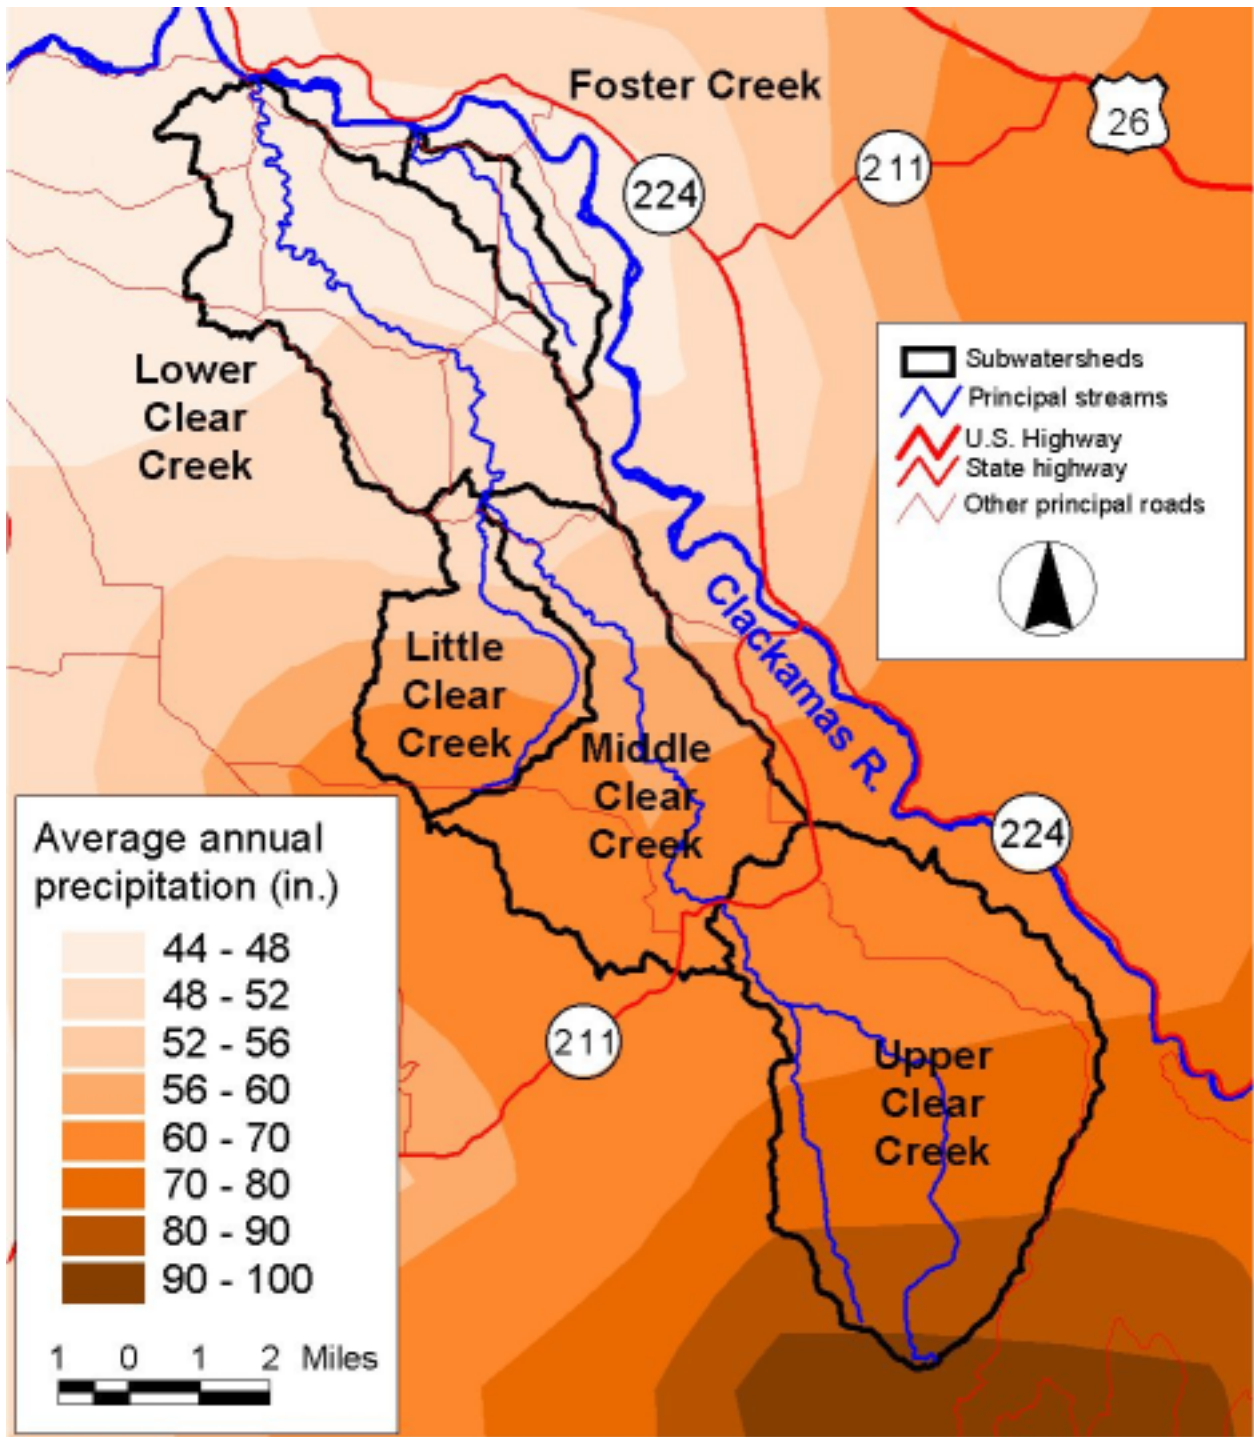 Foster Creek
26
211
224
Lower
Clear
Creek
Subwatersheds
Principal streams
U.S. Highway
State highway
Other principal roads
Clackamas R.
Little
Clear
Creek
Middle
Clear
Creek
224
211
Upper
Clear
Creek
Average annual
precipitation (in.)
44 - 48
48 - 52
52 - 56
56 - 60
60 - 70
70 - 80
80 - 90
90 - 100
1 0 1 2 Miles